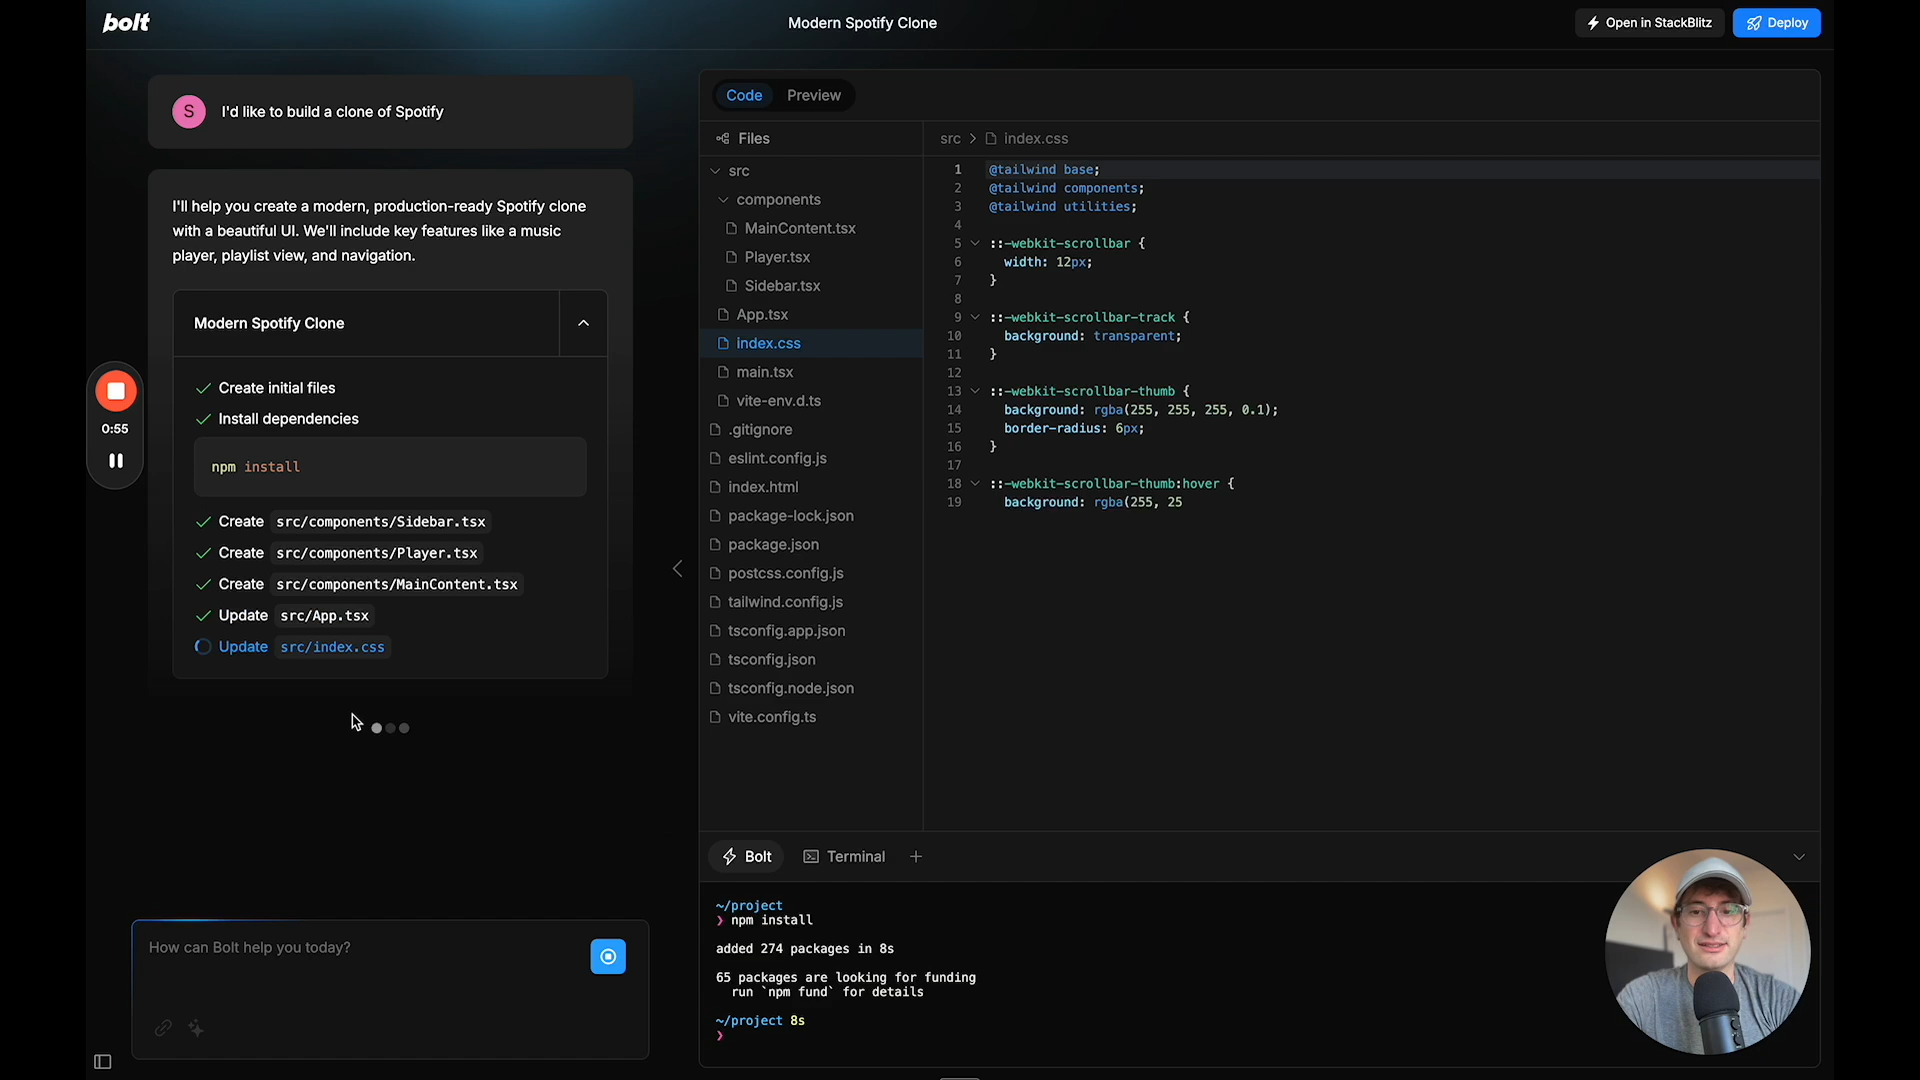 bolt
Modern Spotify Clone
Open in StackBlitz
Deploy
S
I'd like to build a clone of Spotify
I'll help you create a modern, production-ready Spotify clone
with a beautiful UI. We'll include key features like a music
player, playlist view, and navigation.
Modern Spotify Clone
Create initial files
Install dependencies
npm install
Create src/components/Sidebar.tsx
Create src/components/Player.tsx
Create src/components/MainContent.tsx
Update src/App.tsx
Update src/index.css
0:55
How can Bolt help you today?
Code Preview
Files
src
components
MainContent.tsx
Player.tsx
Sidebar.tsx
App.tsx
index.css
main.tsx
vite-env.d.ts
.gitignore
eslint.config.js
index.html
package-lock.json
package.json
postcss.config.js
tailwind.config.js
tsconfig.app.json
tsconfig.json
tsconfig.node.json
vite.config.ts
src > index.css
1 @tailwind base;
2 @tailwind components;
3 @tailwind utilities;
4
5 ::-webkit-scrollbar {
6 width: 12px;
7 }
8
9 ::-webkit-scrollbar-track {
10 background: transparent;
11 }
12
13 ::-webkit-scrollbar-thumb {
14 background: rgba(255, 255, 255, 0.1);
15 border-radius: 6px;
16 }
17
18 ::-webkit-scrollbar-thumb:hover {
19 background: rgba(255, 25
Bolt Terminal +
~/project
❯ npm install
added 274 packages in 8s
65 packages are looking for funding
run `npm fund` for details
~/project 8s
❯